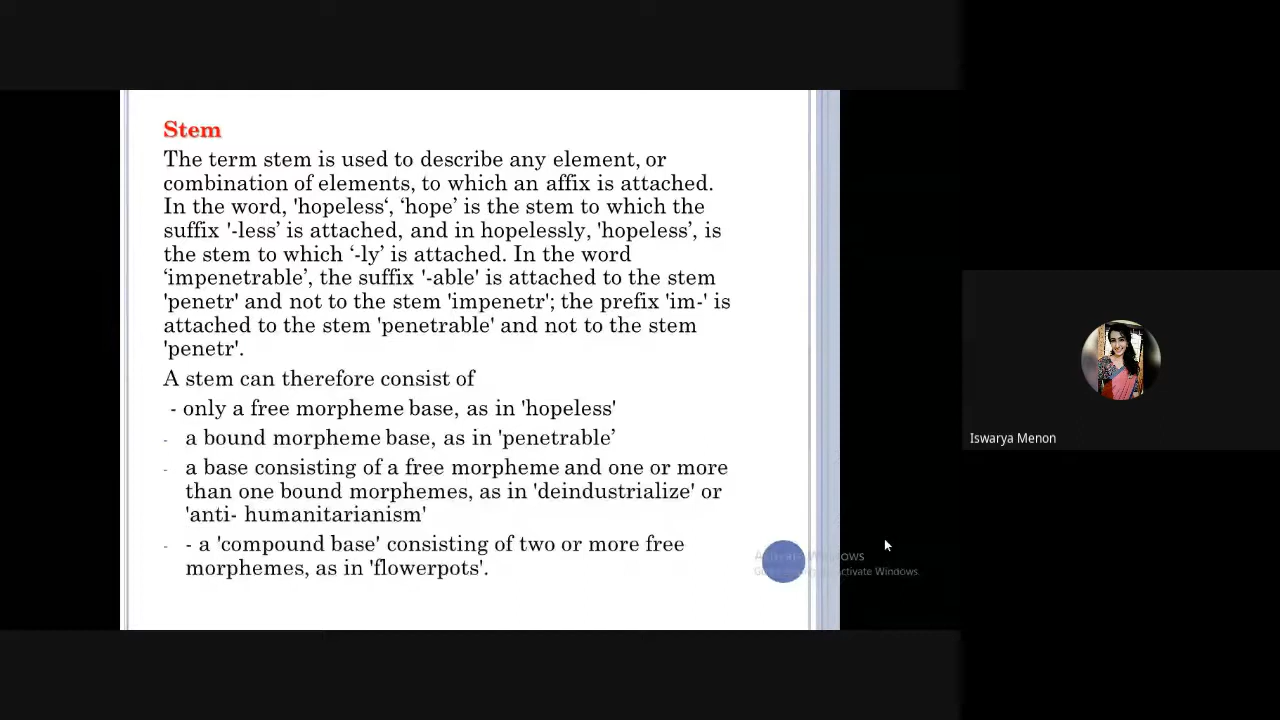 Stem
The term stem is used to describe any element, or
combination of elements, to which an affix is attached.
In the word, 'hopeless‘, ‘hope’ is the stem to which the
suffix '-less’ is attached, and in hopelessly, 'hopeless’, is
the stem to which ‘-ly’ is attached. In the word
‘impenetrable’, the suffix '-able' is attached to the stem
'penetr' and not to the stem 'impenetr'; the prefix 'im-' is
attached to the stem 'penetrable' and not to the stem
'penetr'.
A stem can therefore consist of
- only a free morpheme base, as in 'hopeless'
- a bound morpheme base, as in 'penetrable’
- a base consisting of a free morpheme and one or more
than one bound morphemes, as in 'deindustrialize' or
'anti- humanitarianism'
- - a 'compound base' consisting of two or more free
morphemes, as in 'flowerpots'.
Activate Windows
Activate Windows.
Iswarya Menon